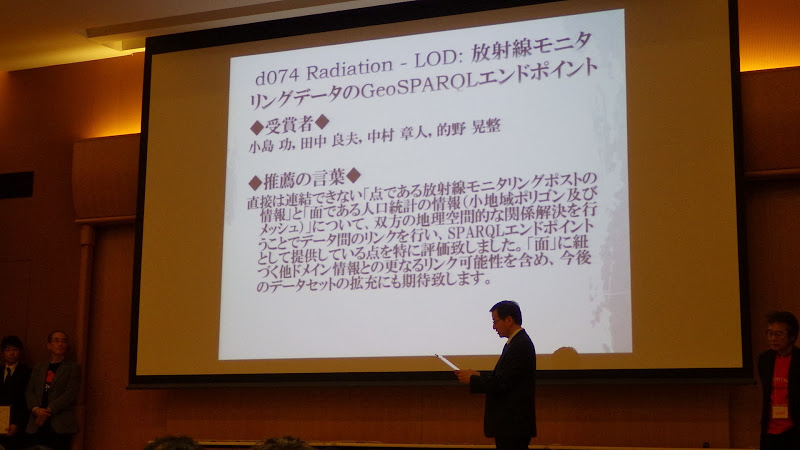 d074 Radiation - LOD: 放射線モニタ
リングデータのGeoSPARQLエンドポイント
◆受賞者◆
小島 功, 田中 良夫, 中村 章人, 的野 晃整
◆推薦の言葉◆
直接は連結できない「点である放射線モニタリングポストの
情報」と「面である人口統計の情報（小地域ポリゴン及び
メッシュ）」について、双方の地理空間的な関係解決を行
うことでデータ間のリンクを行い、SPARQLエンドポイント
として提供している点を特に評価致しました。「面」に紐
づく他ドメイン情報との更なるリンク可能性を含め、今後
のデータセットの拡充にも期待致します。